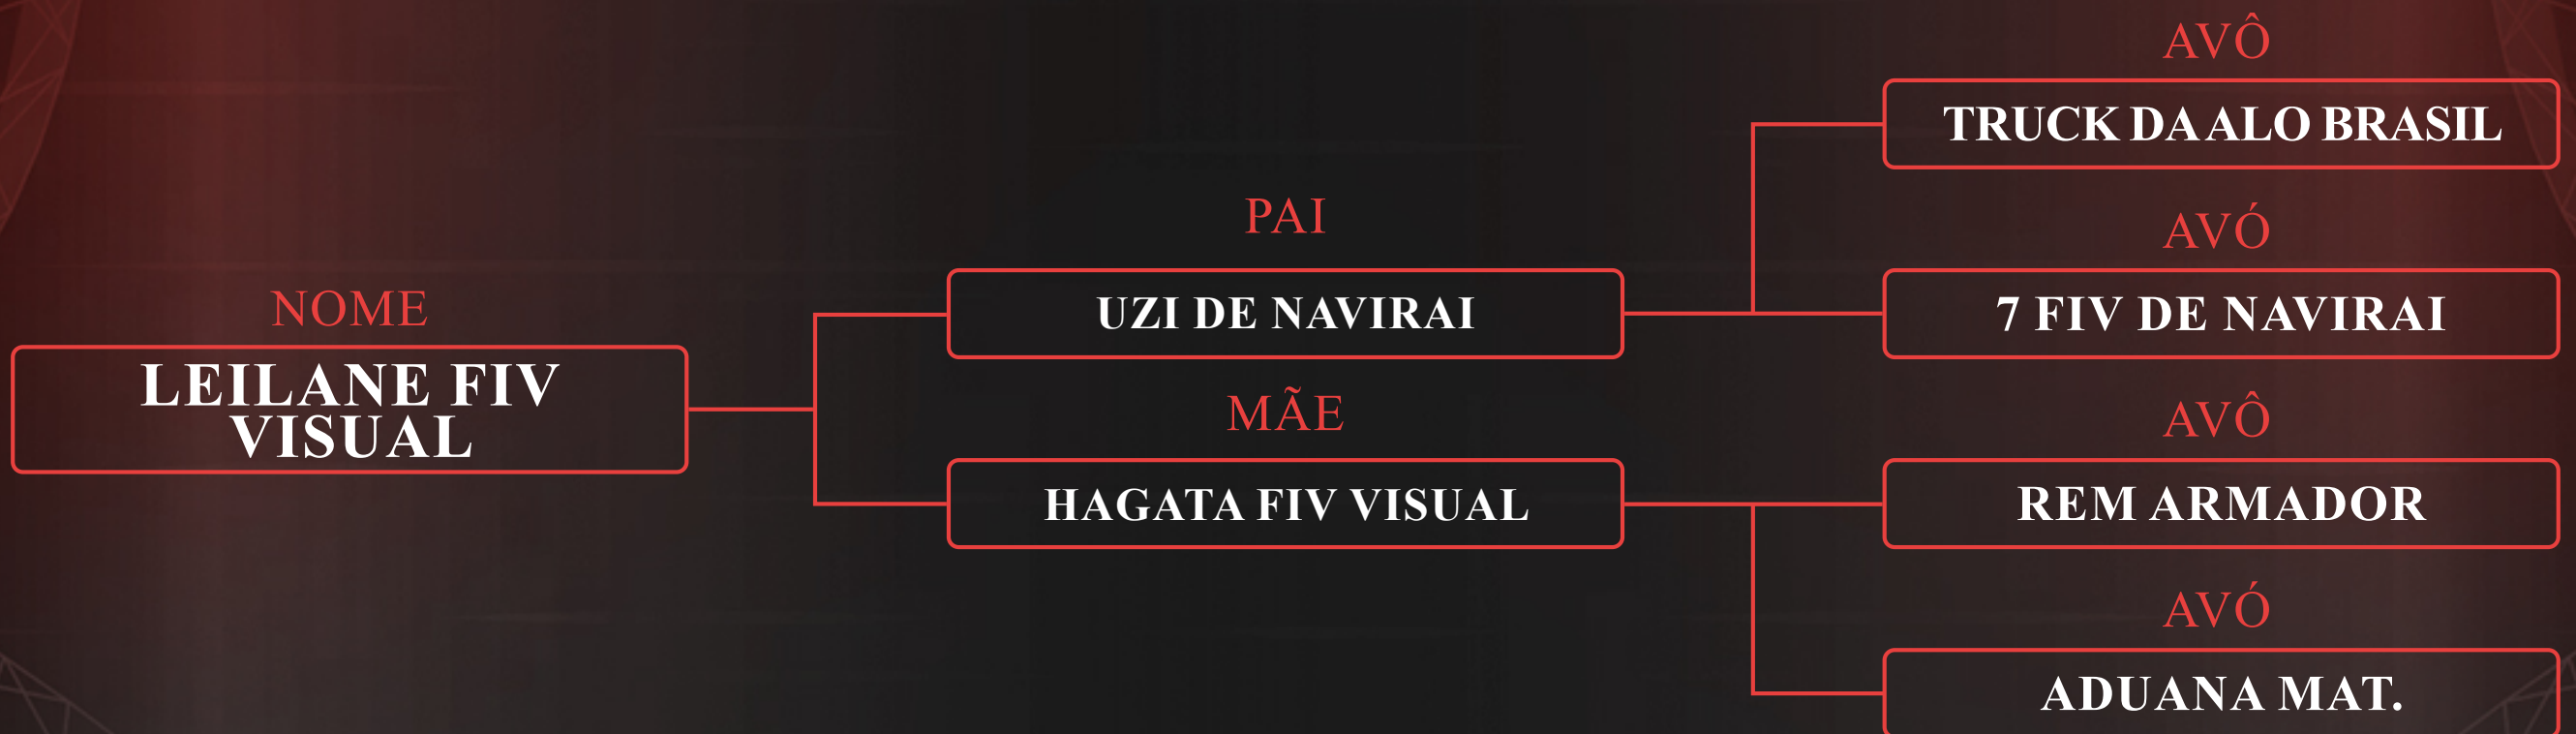 NOME
LEILANE FIV
VISUAL
PAI
UZI DE NAVIRAI
MÃE
HAGATA FIV VISUAL
AVÔ
TRUCK DA ALO BRASIL
AVÓ
7 FIV DE NAVIRAI
AVÔ
REM ARMADOR
AVÓ
ADUANA MAT.